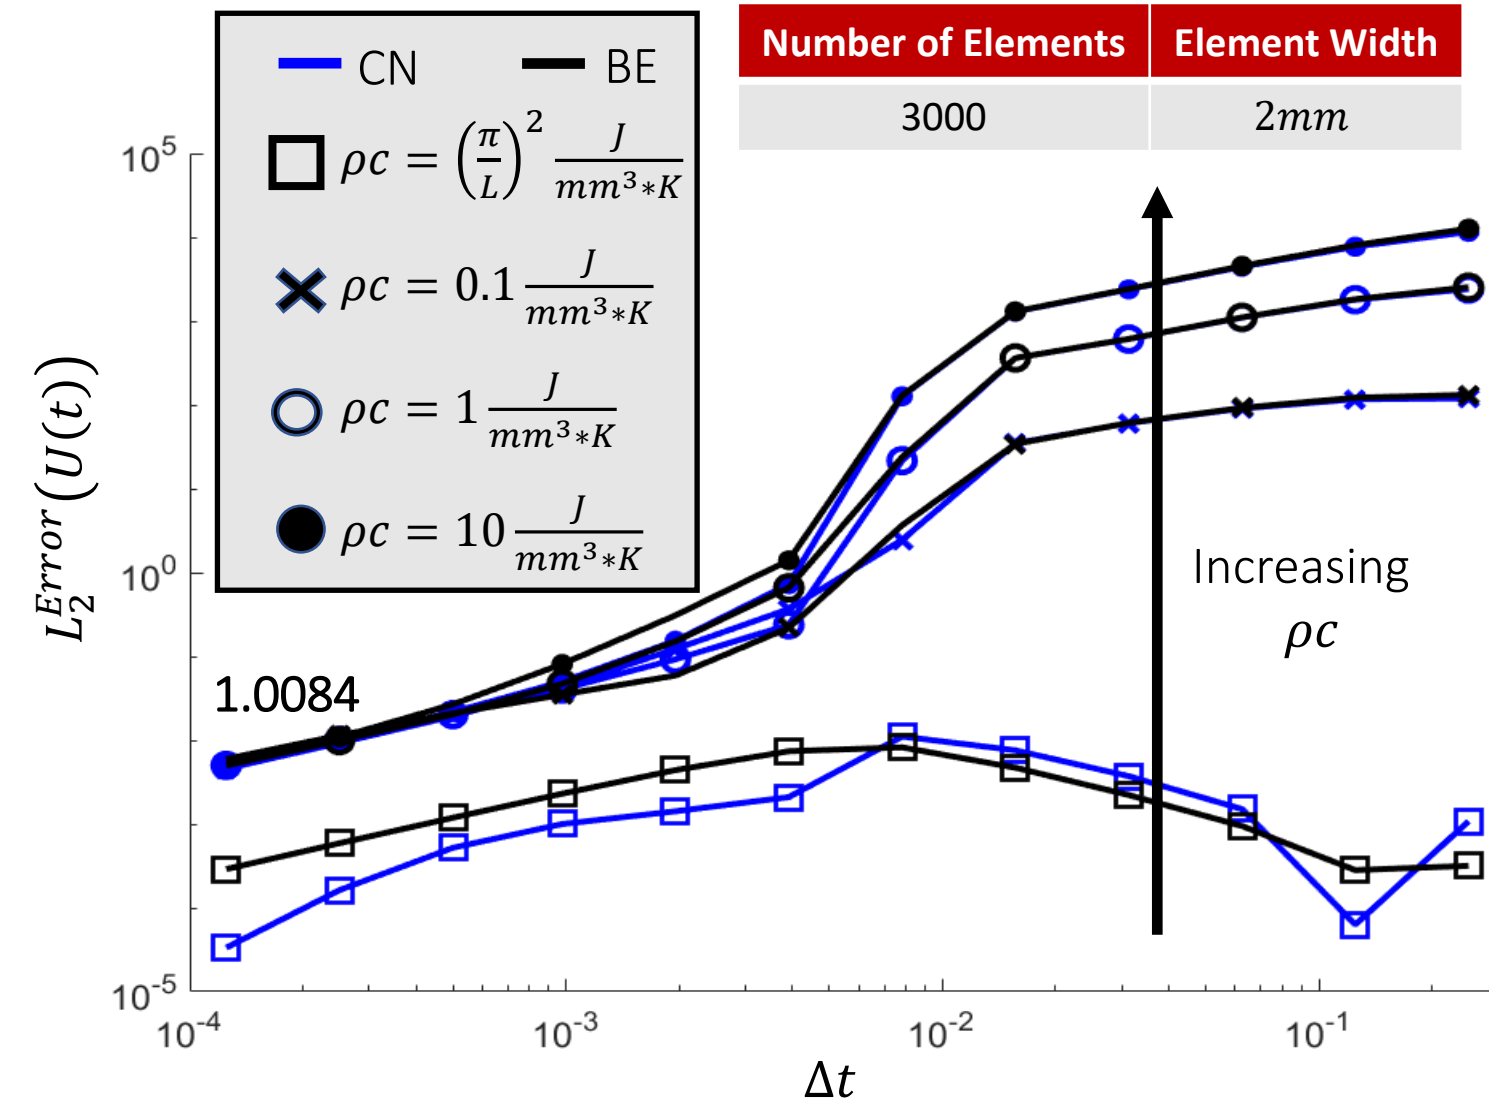 CN BE
ρc = (π/L)² J/mm³∗K
ρc = 0.1 J/mm³∗K
ρc = 1 J/mm³∗K
ρc = 10 J/mm³∗K
Number of Elements Element Width
3000 2mm
10⁵
10⁰
10⁻⁵
L₂ᴱʳʳᵒʳ(U(t))
1.0084
Increasing
ρc
10⁻⁴ 10⁻³ 10⁻² 10⁻¹
Δt